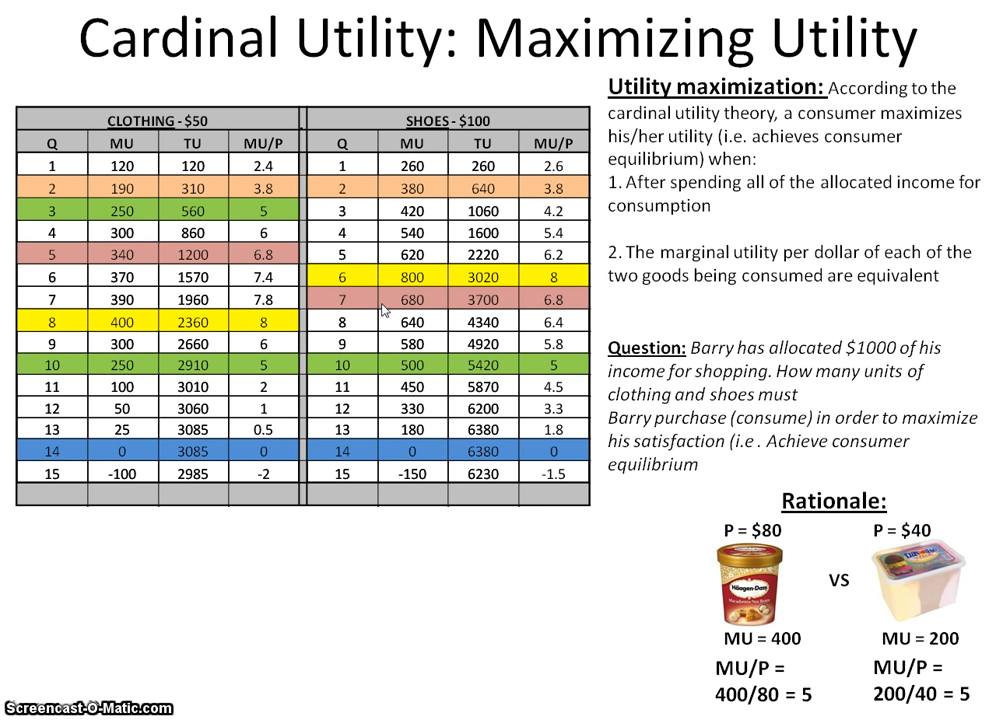 Cardinal Utility: Maximizing Utility
CLOTHING - $50 SHOES - $100
Q MU TU MU/P Q MU TU MU/P
1 120 120 2.4 1 260 260 2.6
2 190 310 3.8 2 380 640 3.8
3 250 560 5 3 420 1060 4.2
4 300 860 6 4 540 1600 5.4
5 340 1200 6.8 5 620 2220 6.2
6 370 1570 7.4 6 800 3020 8
7 390 1960 7.8 7 680 3700 6.8
8 400 2360 8 8 640 4340 6.4
9 300 2660 6 9 580 4920 5.8
10 250 2910 5 10 500 5420 5
11 100 3010 2 11 450 5870 4.5
12 50 3060 1 12 330 6200 3.3
13 25 3085 0.5 13 180 6380 1.8
14 0 3085 0 14 0 6380 0
15 -100 2985 -2 15 -150 6230 -1.5
Utility maximization: According to the
cardinal utility theory, a consumer maximizes
his/her utility (i.e. achieves consumer
equilibrium) when:
1. After spending all of the allocated income for
consumption
2. The marginal utility per dollar of each of the
two goods being consumed are equivalent
Question: Barry has allocated $1000 of his
income for shopping. How many units of
clothing and shoes must
Barry purchase (consume) in order to maximize
his satisfaction (i.e . Achieve consumer
equilibrium
Rationale:
P = $80 P = $40
Häagen-Dazs
VS
MU = 400 MU = 200
MU/P = MU/P =
400/80 = 5 200/40 = 5
Screencast-O-Matic.com